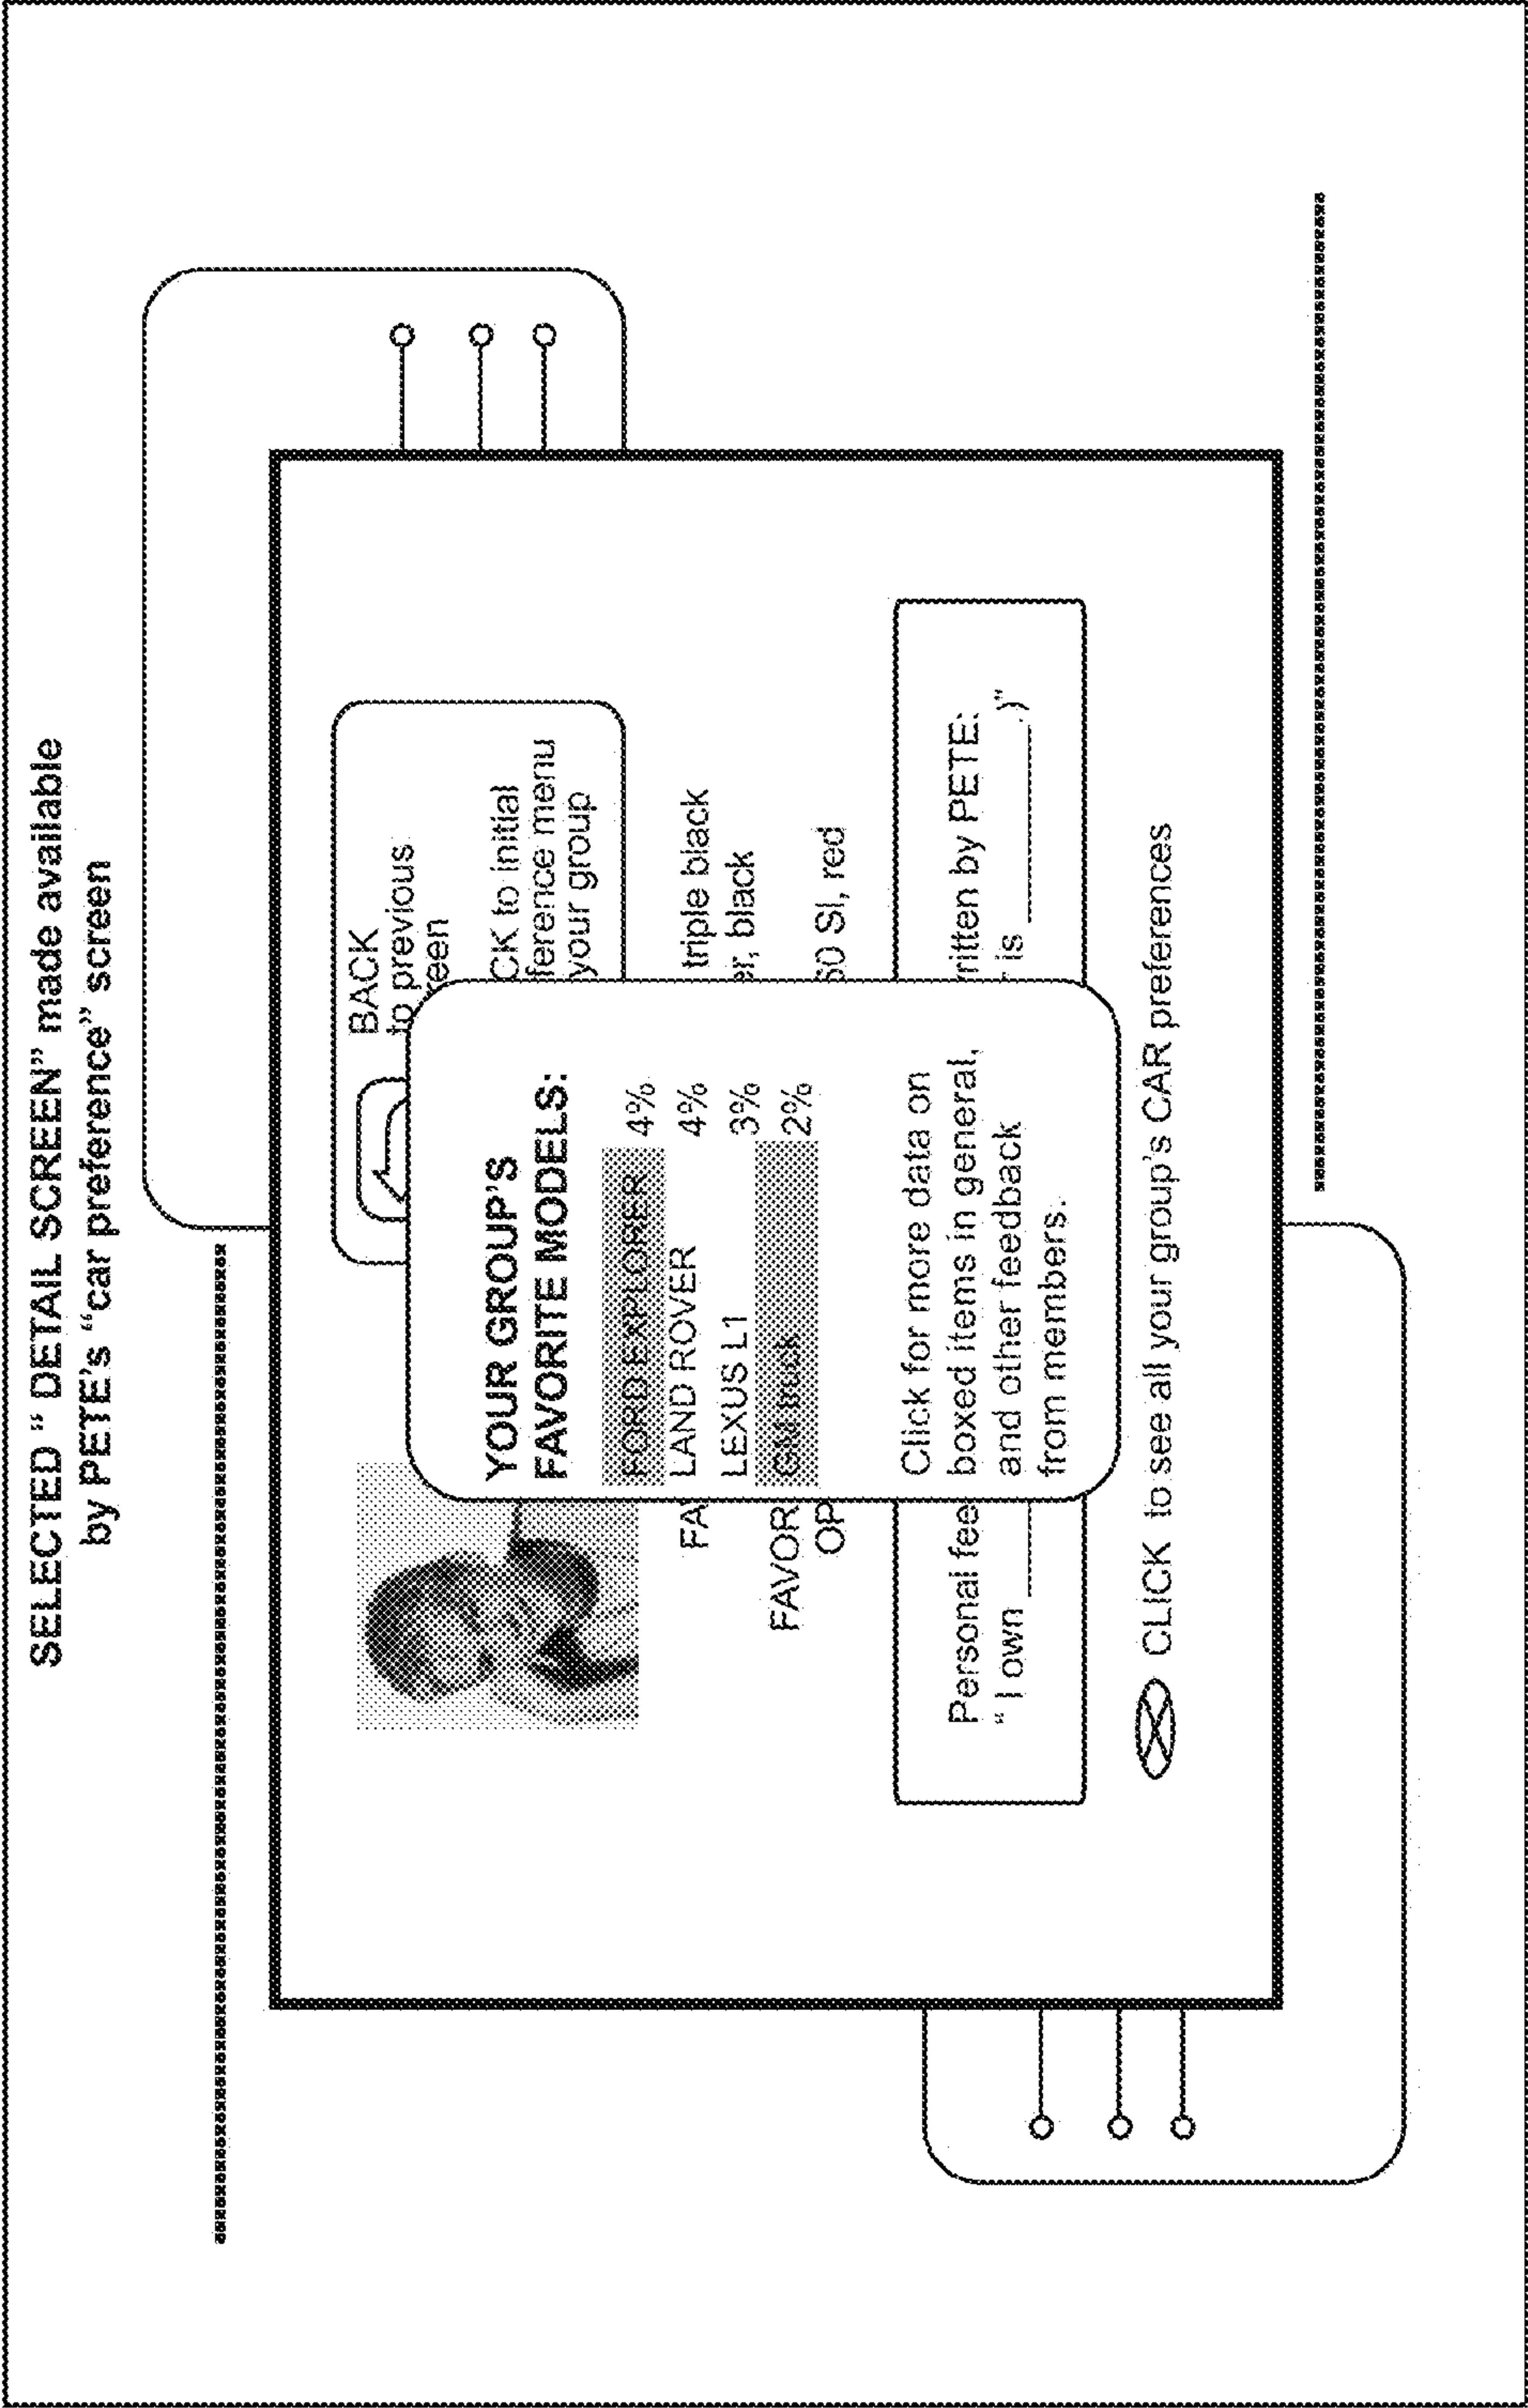 SELECTED “ DETAIL SCREEN” made available
by PETE's “car preference” screen
BACK
to previous
reen
CK to initial
ference menu
your group
YOUR GROUP'S
FAVORITE MODELS:
FORD EXPLORER 4%
LAND ROVER 4%
LEXUS L1 3%
GM truck 2%
Click for more data on
boxed items in general,
and other feedback
from members.
FA
triple black
er, black
FAVOR
OP
50 SI, red
Personal fee
ritten by PETE:
“ I own ______
r is ________.)"
CLICK to see all your group's CAR preferences